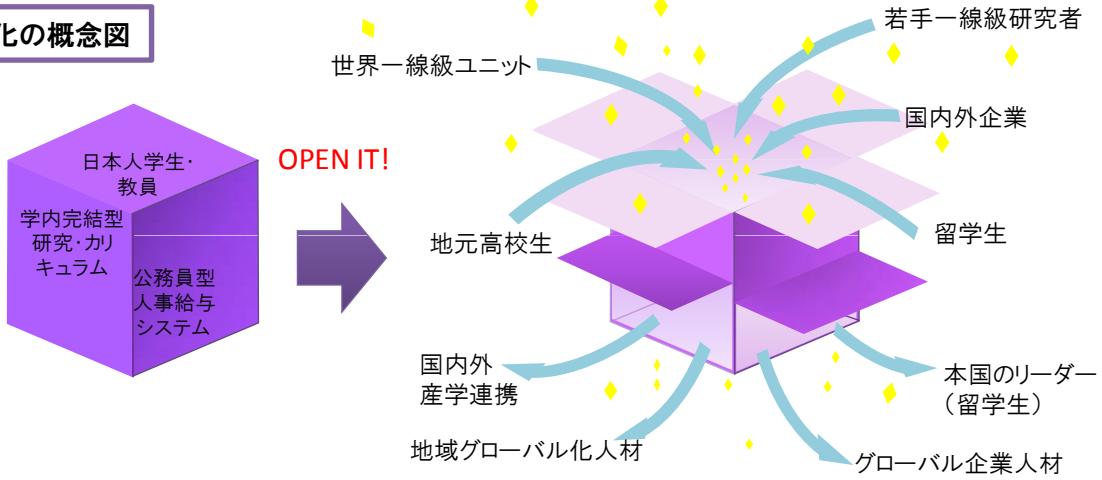 化の概念図
日本人学生・
教員
学内完結型
研究・カリ
キュラム
公務員型
人事給与
システム
OPEN IT!
世界一線級ユニット
若手一線級研究者
国内外企業
地元高校生
留学生
国内外
産学連携
地域グローバル化人材
本国のリーダー
（留学生）
グローバル企業人材